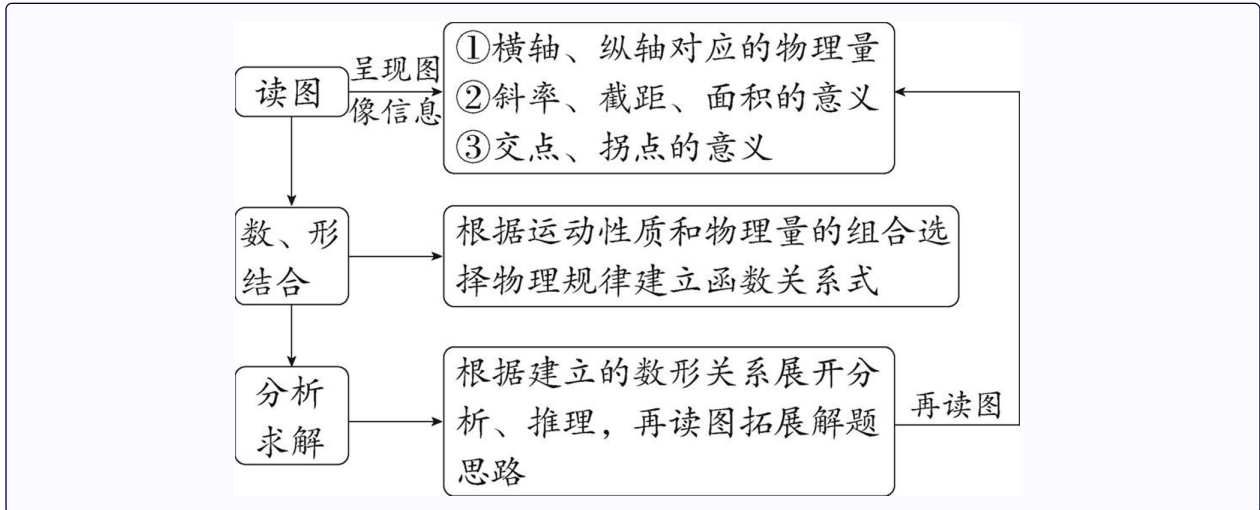 读图
呈现图
像信息
①横轴、纵轴对应的物理量
②斜率、截距、面积的意义
③交点、拐点的意义
数、形
结合
根据运动性质和物理量的组合选
择物理规律建立函数关系式
分析
求解
根据建立的数形关系展开分
析、推理，再读图拓展解题
思路
再读图